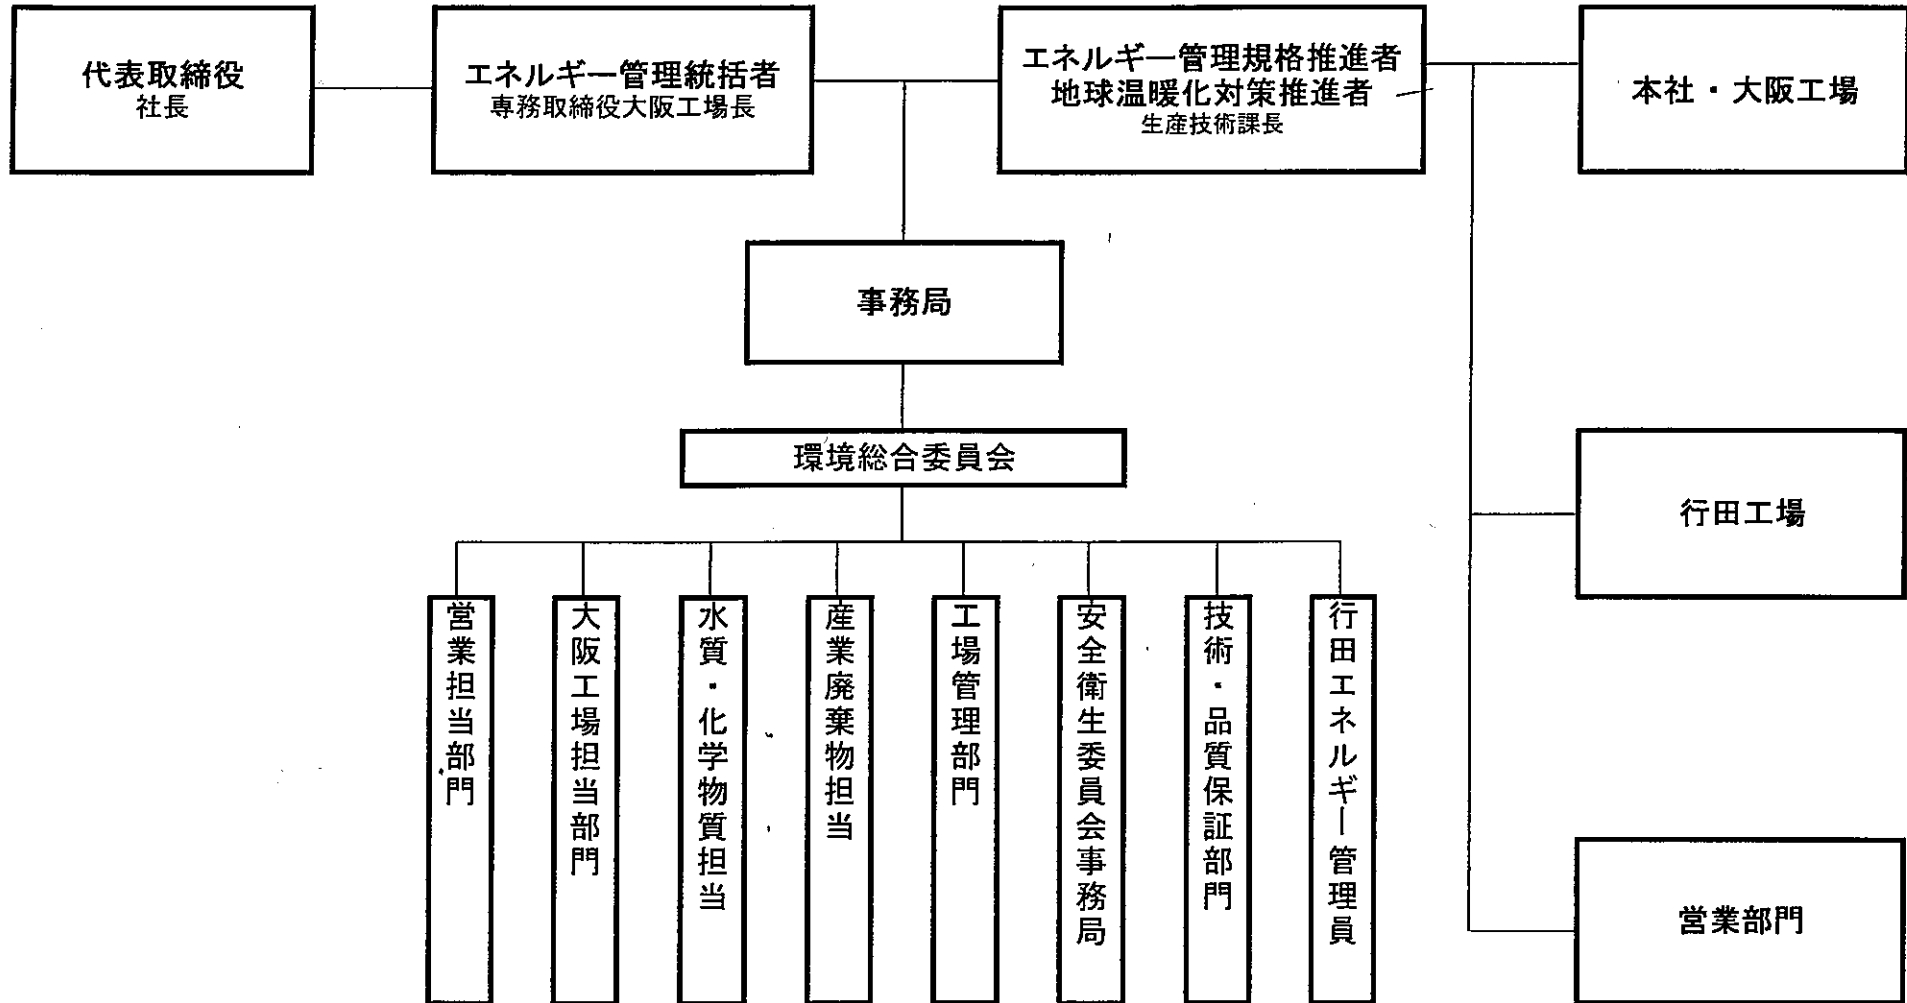 代表取締役
社長
エネルギー管理統括者
専務取締役大阪工場長
エネルギー管理規格推進者
地球温暖化対策推進者
生産技術課長
本社・大阪工場
事務局
環境総合委員会
行田工場
営業担当部門
大阪工場担当部門
水質・化学物質担当
産業廃棄物担当
工場管理部門
安全衛生委員会事務局
技術・品質保証部門
行田エネルギー管理員
営業部門